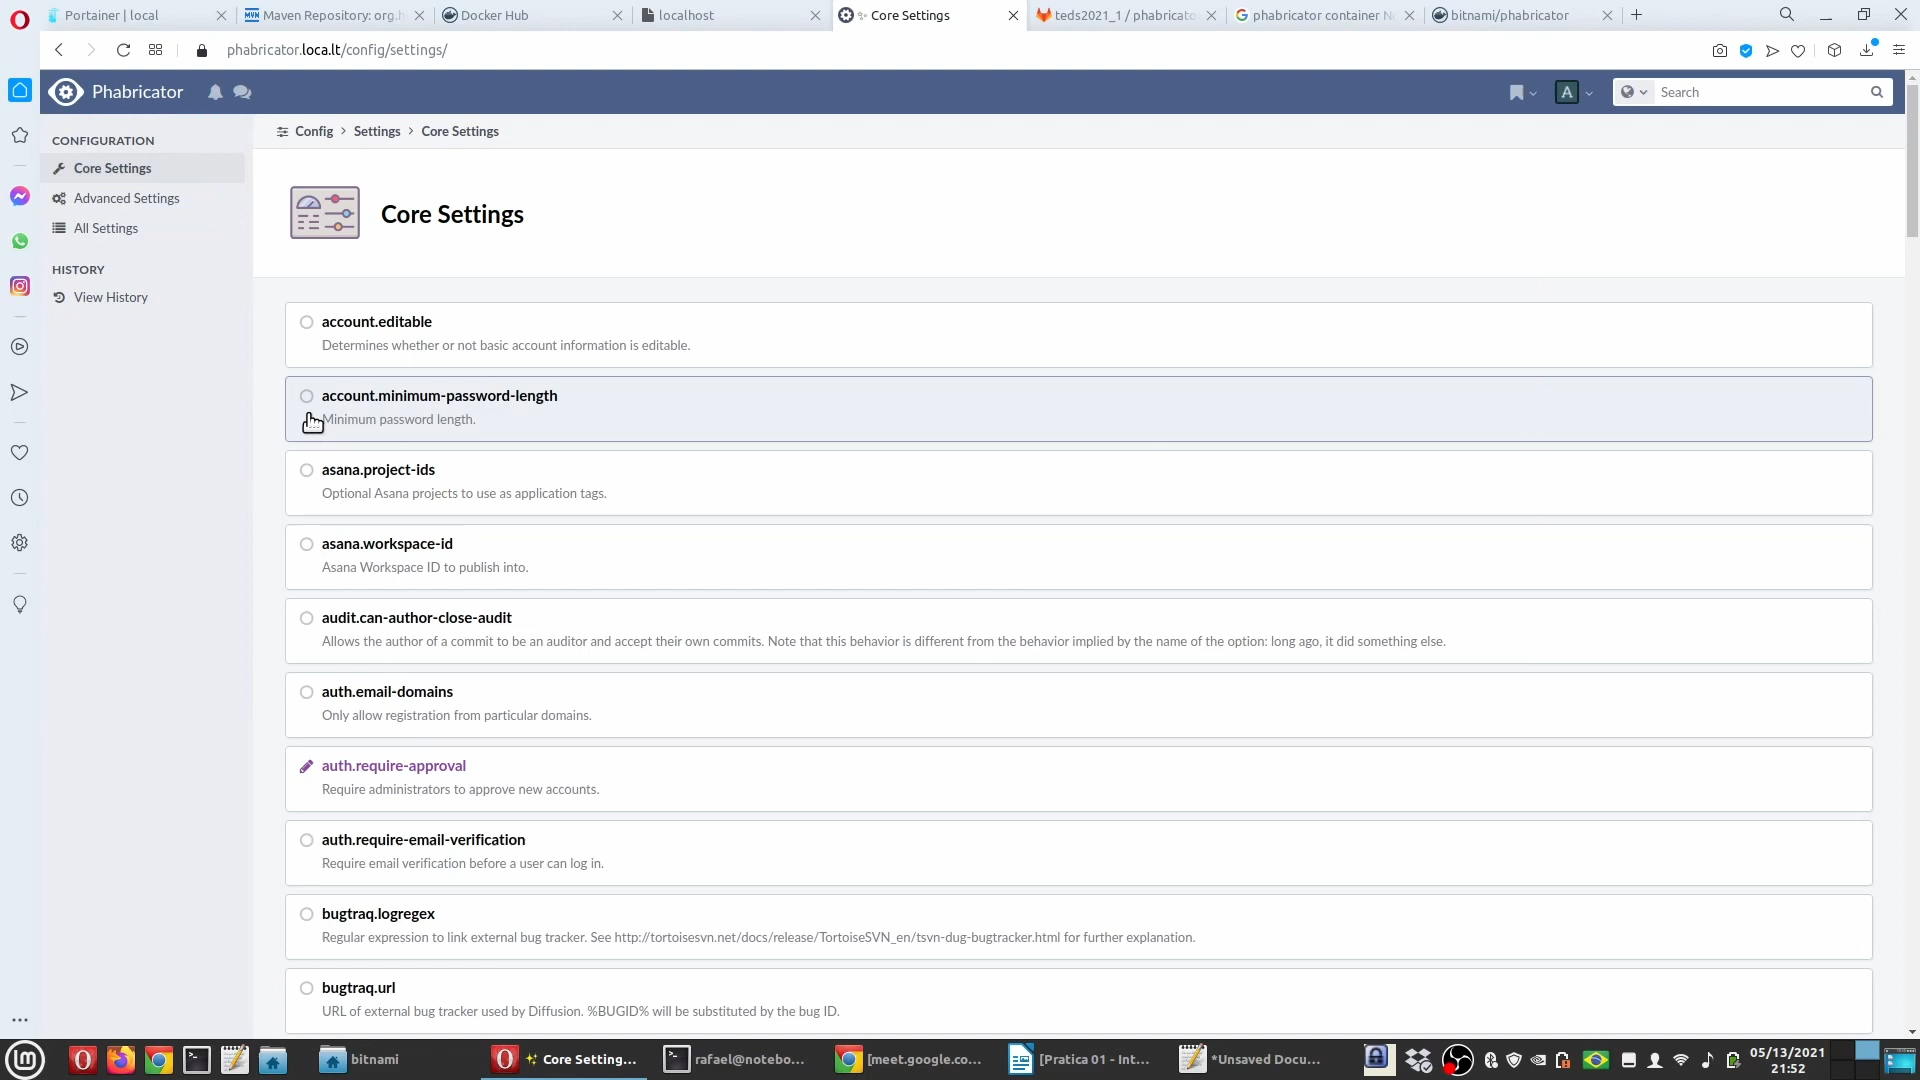 Portainer | local
Maven Repository: org.h
Docker Hub
localhost
Core Settings
teds2021_1 / phabricato
phabricator container N
bitnami/phabricator
phabricator.loca.lt/config/settings/
Phabricator
A
Search
CONFIGURATION
Core Settings
Advanced Settings
All Settings
HISTORY
View History
Config > Settings > Core Settings
Core Settings
account.editable
Determines whether or not basic account information is editable.
account.minimum-password-length
Minimum password length.
asana.project-ids
Optional Asana projects to use as application tags.
asana.workspace-id
Asana Workspace ID to publish into.
audit.can-author-close-audit
Allows the author of a commit to be an auditor and accept their own commits. Note that this behavior is different from the behavior implied by the name of the option: long ago, it did something else.
auth.email-domains
Only allow registration from particular domains.
auth.require-approval
Require administrators to approve new accounts.
auth.require-email-verification
Require email verification before a user can log in.
bugtraq.logregex
Regular expression to link external bug tracker. See http://tortoisesvn.net/docs/release/TortoiseSVN_en/tsvn-dug-bugtracker.html for further explanation.
bugtraq.url
URL of external bug tracker used by Diffusion. %BUGID% will be substituted by the bug ID.
bitnami
Core Setting...
rafael@notebo...
[meet.google.co...
[Pratica 01 - Int...
*Unsaved Docu...
05/13/2021
21:52